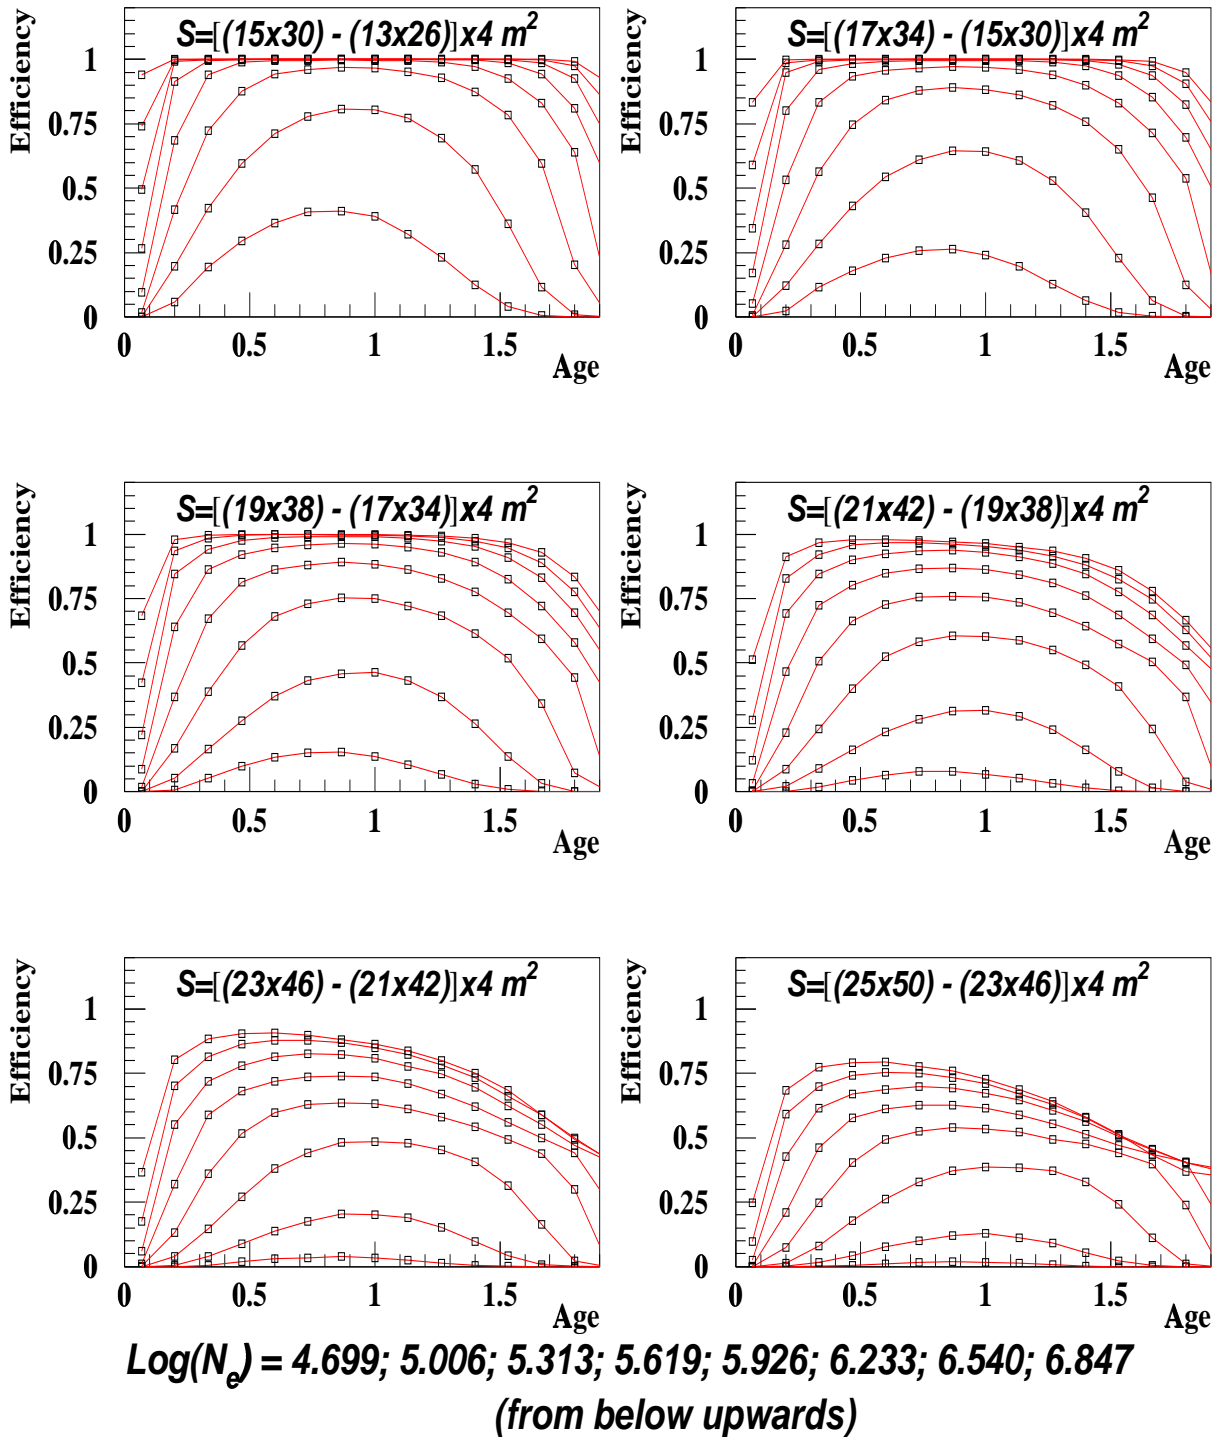 S=[(15x30) - (13x26)]x4 m²
Efficiency
1
0.75
0.5
0.25
0
0 0.5 1 1.5
Age
S=[(17x34) - (15x30)]x4 m²
Efficiency
1
0.75
0.5
0.25
0
0 0.5 1 1.5
Age
S=[(19x38) - (17x34)]x4 m²
Efficiency
1
0.75
0.5
0.25
0
0 0.5 1 1.5
Age
S=[(21x42) - (19x38)]x4 m²
Efficiency
1
0.75
0.5
0.25
0
0 0.5 1 1.5
Age
S=[(23x46) - (21x42)]x4 m²
Efficiency
1
0.75
0.5
0.25
0
0 0.5 1 1.5
Age
S=[(25x50) - (23x46)]x4 m²
Efficiency
1
0.75
0.5
0.25
0
0 0.5 1 1.5
Age
Log(Nₑ) = 4.699; 5.006; 5.313; 5.619; 5.926; 6.233; 6.540; 6.847
(from below upwards)